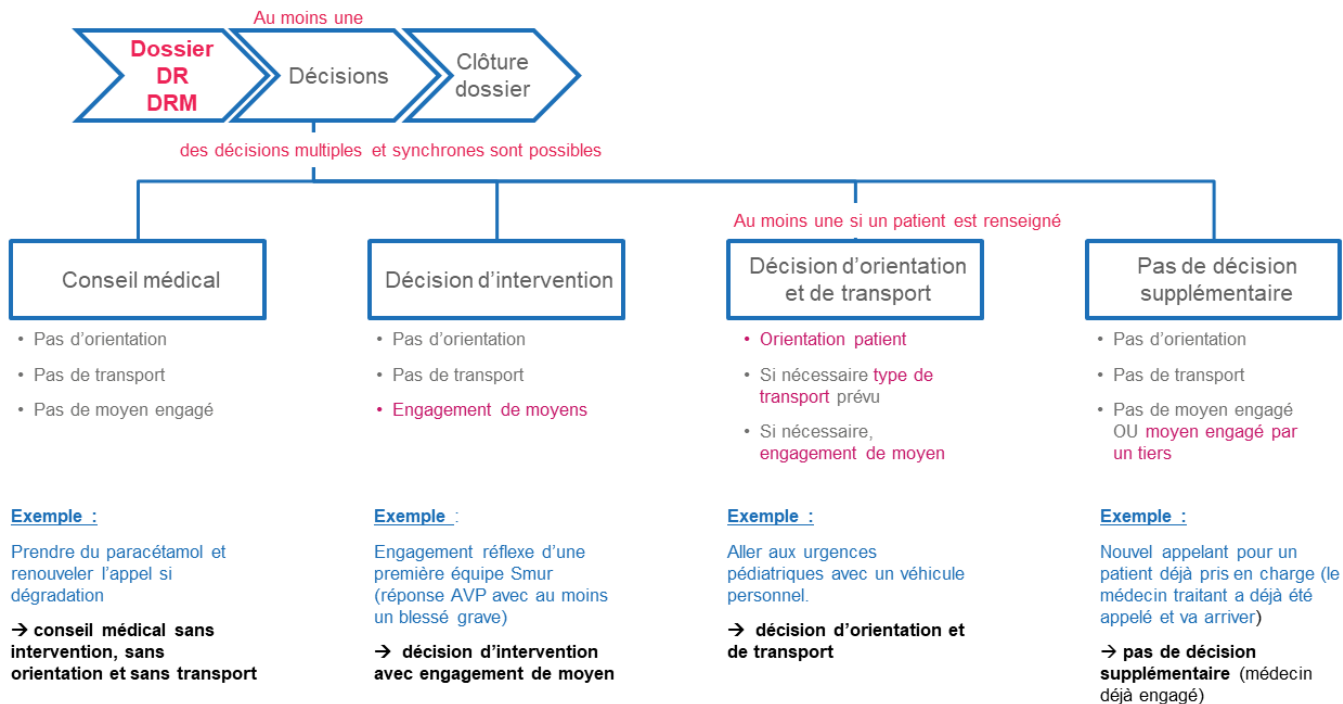 Au moins une
Dossier
DR
DRM
Décisions
Clôture
dossier
des décisions multiples et synchrones sont possibles
Au moins une si un patient est renseigné
Conseil médical
• Pas d'orientation
• Pas de transport
• Pas de moyen engagé
Exemple :
Prendre du paracétamol et
renouveler l'appel si
dégradation
→ conseil médical sans
intervention, sans
orientation et sans transport
Décision d'intervention
• Pas d'orientation
• Pas de transport
• Engagement de moyens
Exemple :
Engagement réflexe d'une
première équipe Smur
(réponse AVP avec au moins
un blessé grave)
→ décision d'intervention
avec engagement de moyen
Décision d'orientation
et de transport
• Orientation patient
• Si nécessaire type de
transport prévu
• Si nécessaire,
engagement de moyen
Exemple :
Aller aux urgences
pédiatriques avec un véhicule
personnel.
→ décision d'orientation et
de transport
Pas de décision
supplémentaire
• Pas d'orientation
• Pas de transport
• Pas de moyen engagé
OU moyen engagé par
un tiers
Exemple :
Nouvel appelant pour un
patient déjà pris en charge (le
médecin traitant a déjà été
appelé et va arriver)
→ pas de décision
supplémentaire (médecin
déjà engagé)